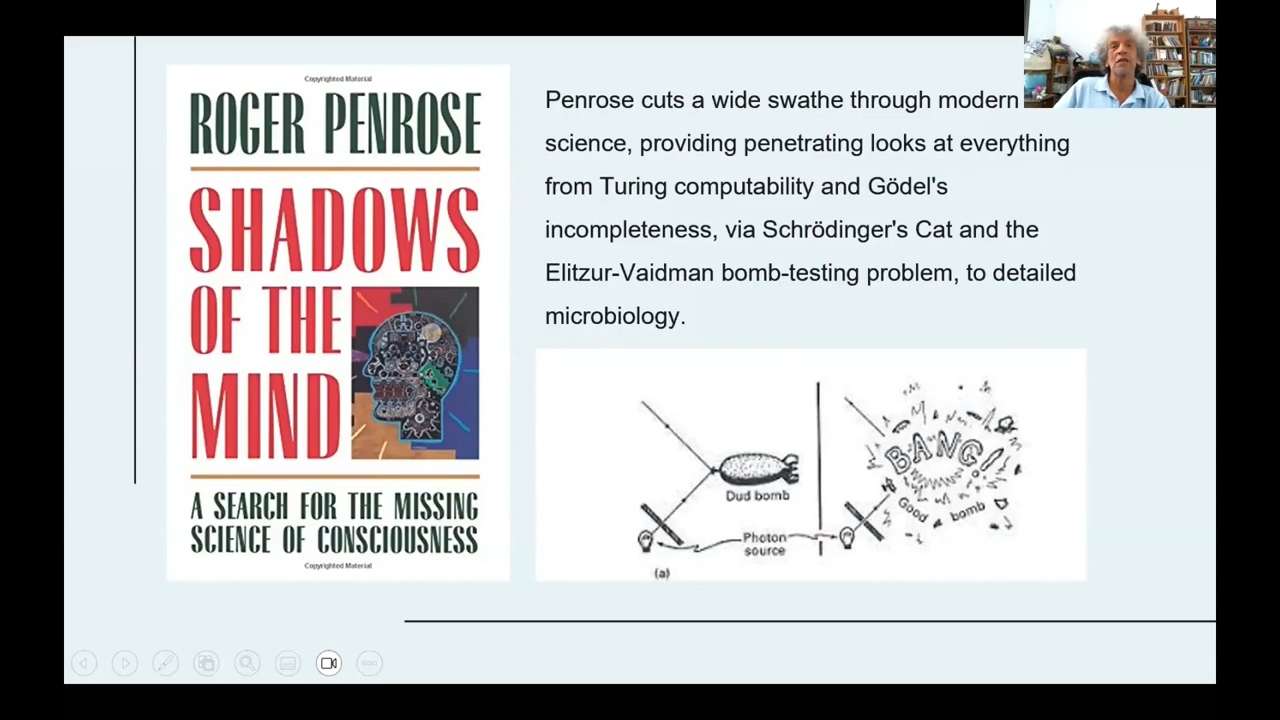 Copyrighted Material
ROGER PENROSE
SHADOWS
OF THE
MIND
A SEARCH FOR THE MISSING
SCIENCE OF CONSCIOUSNESS
Copyrighted Material
Penrose cuts a wide swathe through modern
science, providing penetrating looks at everything
from Turing computability and Gödel's
incompleteness, via Schrödinger's Cat and the
Elitzur-Vaidman bomb-testing problem, to detailed
microbiology.
Dud bomb
BANG!
Good bomb
Photon
source
(a)